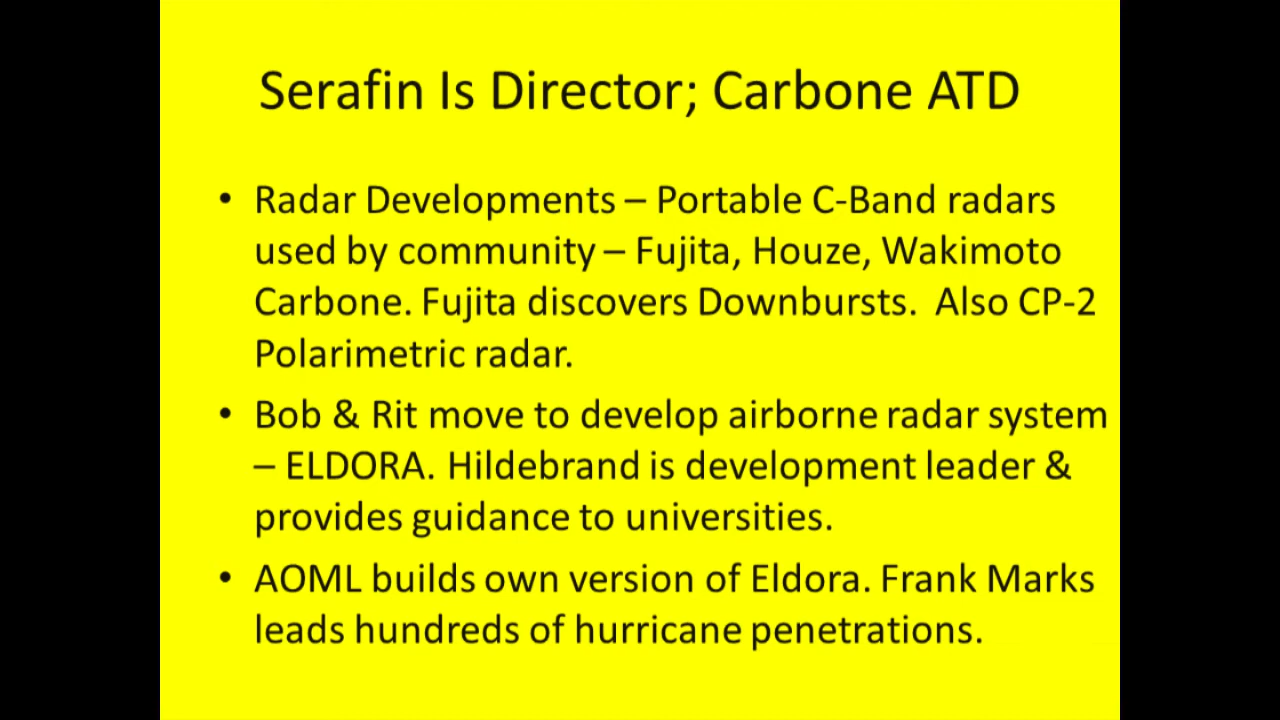 Serafin Is Director; Carbone ATD
• Radar Developments – Portable C-Band radars
used by community – Fujita, Houze, Wakimoto
Carbone. Fujita discovers Downbursts.  Also CP-2
Polarimetric radar.
• Bob & Rit move to develop airborne radar system
– ELDORA. Hildebrand is development leader &
provides guidance to universities.
• AOML builds own version of Eldora. Frank Marks
leads hundreds of hurricane penetrations.